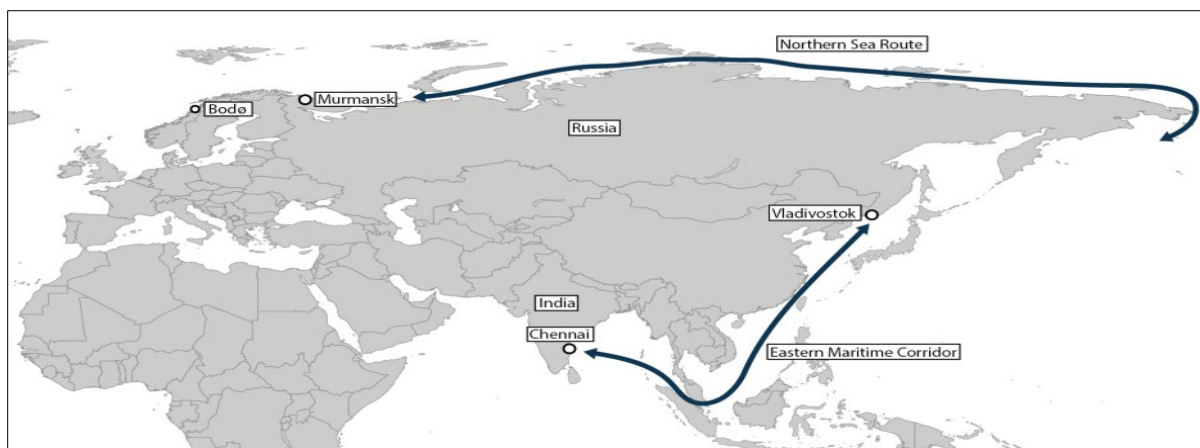 Northern Sea Route
Murmansk
Bodø
Russia
Vladivostok
India
Chennai
Eastern Maritime Corridor